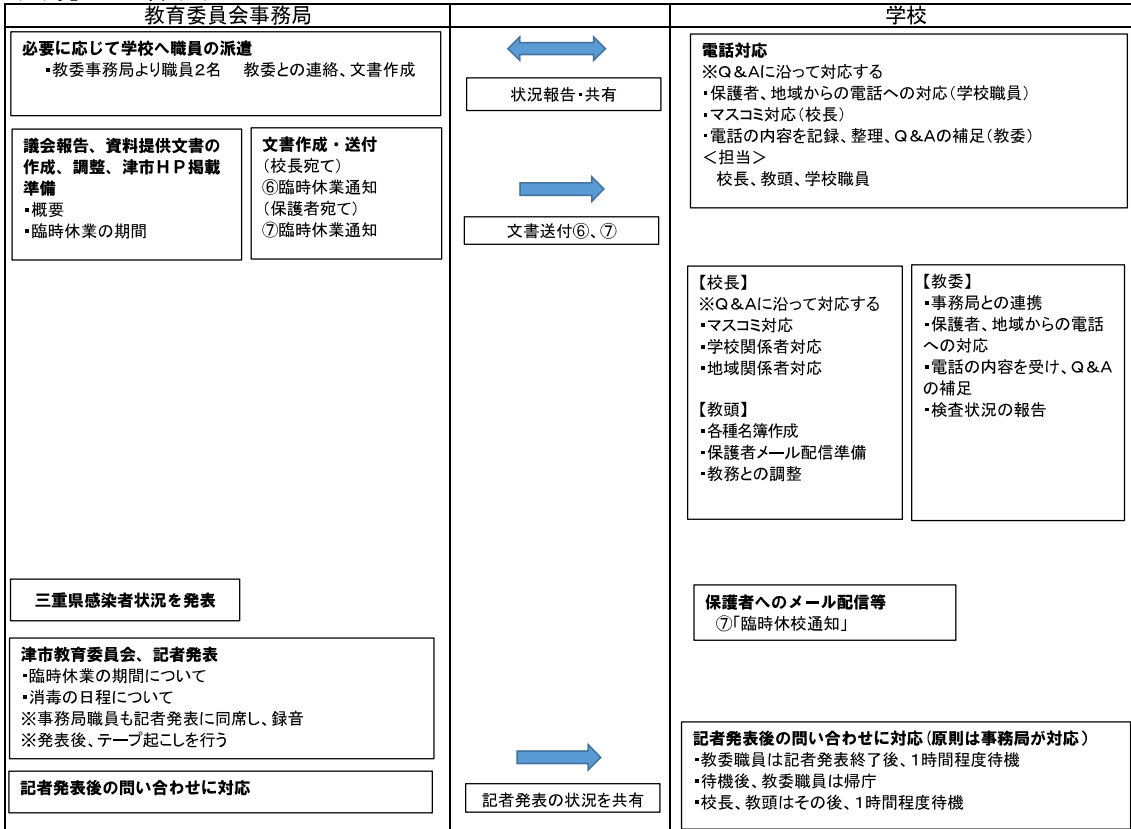 教育委員会事務局
学校
必要に応じて学校へ職員の派遣
・教委事務局より職員2名　教委との連絡、文書作成
状況報告・共有
電話対応
※Q&Aに沿って対応する
・保護者、地域からの電話への対応(学校職員)
・マスコミ対応(校長)
・電話の内容を記録、整理、Q&Aの補足(教委)
<担当>
校長、教頭、学校職員
議会報告、資料提供文書の
作成、調整、津市HP掲載
準備
・概要
・臨時休業の期間
文書作成・送付
(校長宛て)
⑥臨時休業通知
(保護者宛て)
⑦臨時休業通知
文書送付⑥、⑦
【校長】
※Q&Aに沿って対応する
・マスコミ対応
・学校関係者対応
・地域関係者対応
【教頭】
・各種名簿作成
・保護者メール配信準備
・教務との調整
【教委】
・事務局との連携
・保護者、地域からの電話
への対応
・電話の内容を受け、Q&A
の補足
・検査状況の報告
三重県感染者状況を発表
保護者へのメール配信等
⑦「臨時休校通知」
津市教育委員会、記者発表
・臨時休業の期間について
・消毒の日程について
※事務局職員も記者発表に同席し、録音
※発表後、テープ起こしを行う
記者発表後の問い合わせに対応
記者発表の状況を共有
記者発表後の問い合わせに対応(原則は事務局が対応)
・教委職員は記者発表終了後、1時間程度待機
・待機後、教委職員は帰庁
・校長、教頭はその後、1時間程度待機